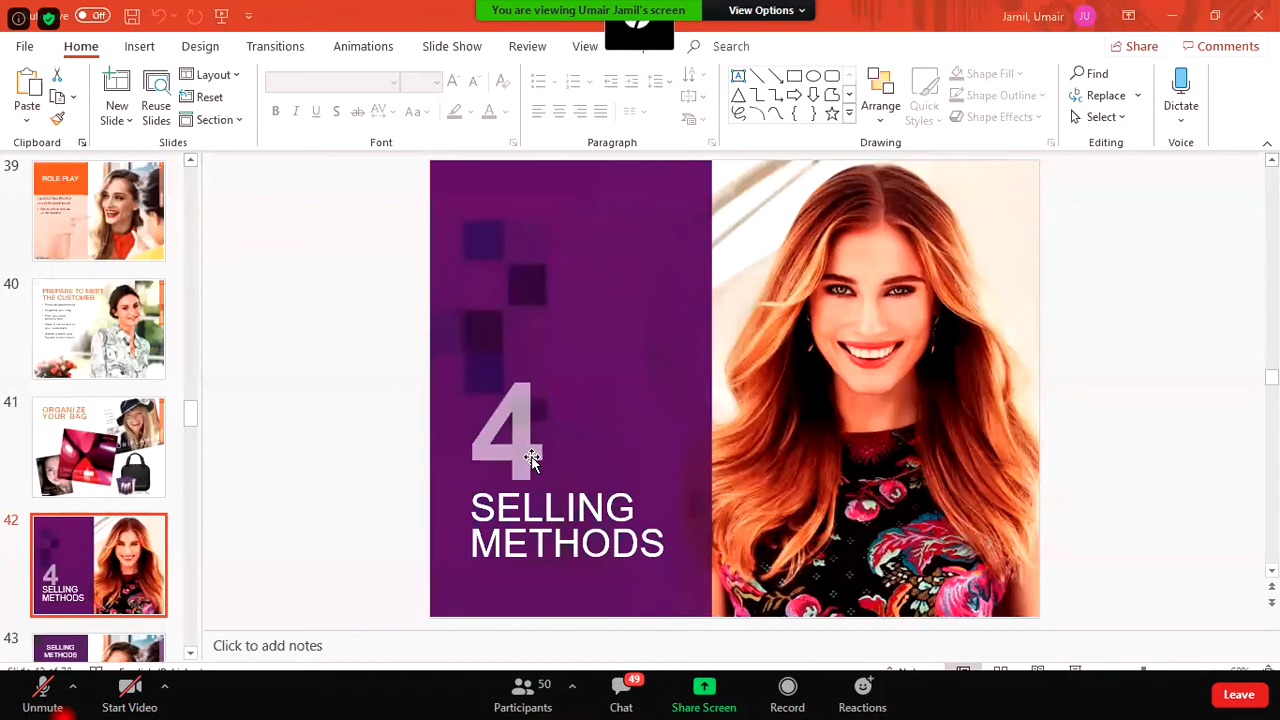 You are viewing Umair Jamil's screen
View Options
Jamil, Umair
JU
File
Home
Insert
Design
Transitions
Animations
Slide Show
Review
View
Search
Share
Comments
Paste
New
Slide
Reuse
Slides
Layout
Reset
Section
B
I
U
S
ab
AV
Aa
A
Arrange
Quick
Styles
Shape Fill
Shape Outline
Shape Effects
Find
Replace
Select
Dictate
Clipboard
Slides
Font
Paragraph
Drawing
Editing
Voice
39
ROLE PLAY
40
PREPARE TO MEET
THE CUSTOMER
41
ORGANIZE
YOUR BAG
42
4
SELLING
METHODS
43
SELLING
METHODS
4
SELLING
METHODS
Click to add notes
Unmute
Start Video
50
Participants
49
Chat
Share Screen
Record
Reactions
Leave